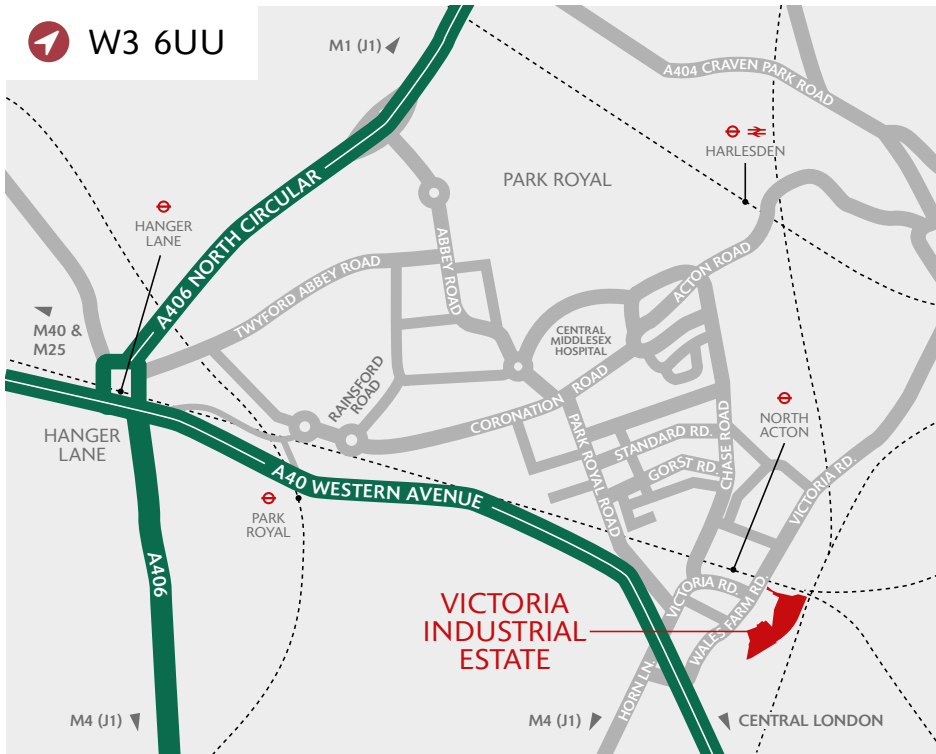 W3 6UU
M1 (J1)
A404 CRAVEN PARK ROAD
HARLESDEN
PARK ROYAL
HANGER
LANE
A406 NORTH CIRCULAR
ABBEY ROAD
ACTON ROAD
TWYFORD ABBEY ROAD
M40 &
M25
CENTRAL
MIDDLESEX
HOSPITAL
RAINSFORD
ROAD
CORONATION ROAD
NORTH
ACTON
HANGER
LANE
STANDARD RD.
GORST RD.
CHASE ROAD
PARK ROYAL ROAD
VICTORIA RD.
A40 WESTERN AVENUE
PARK
ROYAL
A406
VICTORIA RD.
WALES FARM RD.
VICTORIA
INDUSTRIAL
ESTATE
HORN LN.
M4 (J1)
M4 (J1)
CENTRAL LONDON